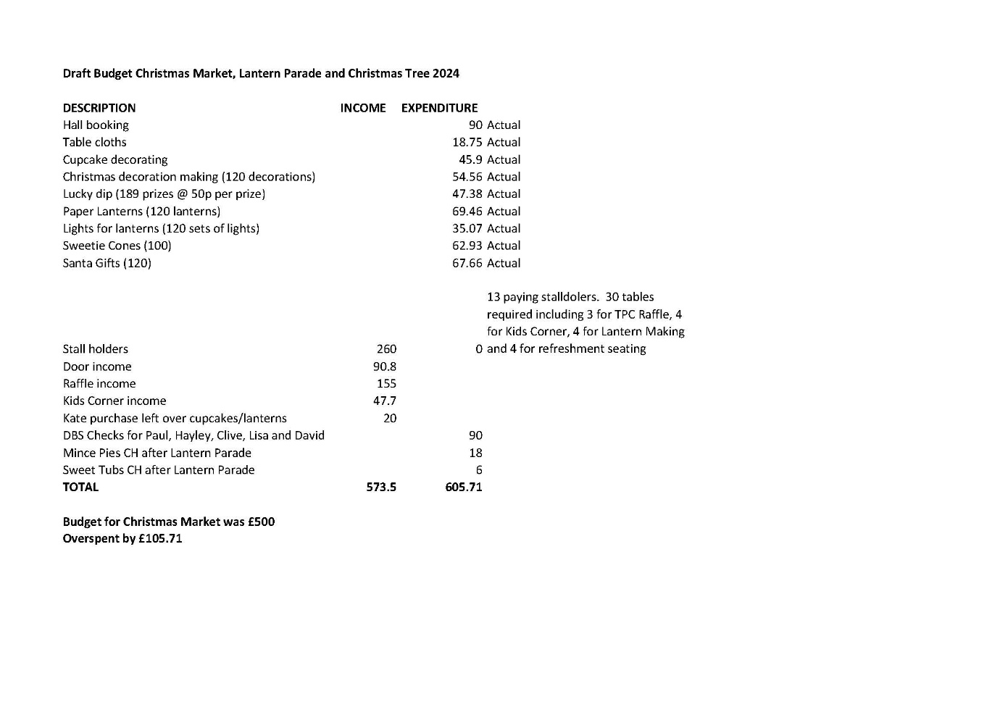 Draft Budget Christmas Market, Lantern Parade and Christmas Tree 2024
DESCRIPTION INCOME EXPENDITURE
Hall booking 90 Actual
Table cloths 18.75 Actual
Cupcake decorating 45.9 Actual
Christmas decoration making (120 decorations) 54.56 Actual
Lucky dip (189 prizes @ 50p per prize) 47.38 Actual
Paper Lanterns (120 lanterns) 69.46 Actual
Lights for lanterns (120 sets of lights) 35.07 Actual
Sweetie Cones (100) 62.93 Actual
Santa Gifts (120) 67.66 Actual
13 paying stalldolers. 30 tables
required including 3 for TPC Raffle, 4
for Kids Corner, 4 for Lantern Making
Stall holders 260 0 and 4 for refreshment seating
Door income 90.8
Raffle income 155
Kids Corner income 47.7
Kate purchase left over cupcakes/lanterns 20
DBS Checks for Paul, Hayley, Clive, Lisa and David 90
Mince Pies CH after Lantern Parade 18
Sweet Tubs CH after Lantern Parade 6
TOTAL 573.5 605.71
Budget for Christmas Market was £500
Overspent by £105.71